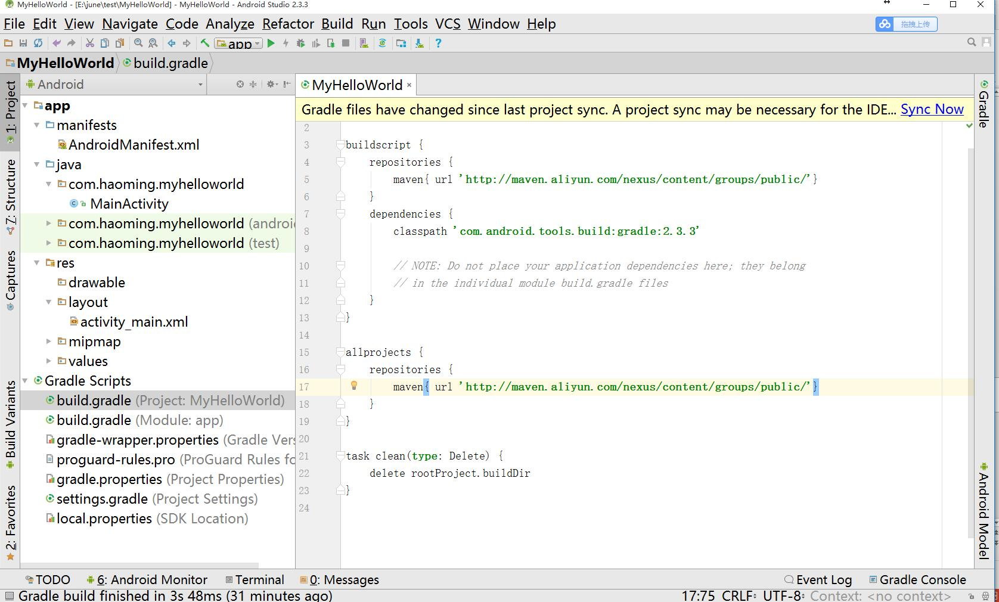 MyHelloWorld - [E:\june\test\MyHelloWorld] - MyHelloWorld - Android Studio 2.3.3
File Edit View Navigate Code Analyze Refactor Build Run Tools VCS Window Help
拖拽上传
app
MyHelloWorld build.gradle
1: Project
7: Structure
Captures
Build Variants
2: Favorites
Android
app
manifests
AndroidManifest.xml
java
com.haoming.myhelloworld
MainActivity
com.haoming.myhelloworld (androi
com.haoming.myhelloworld (test)
res
drawable
layout
activity_main.xml
mipmap
values
Gradle Scripts
build.gradle (Project: MyHelloWorld)
build.gradle (Module: app)
gradle-wrapper.properties (Gradle Vers
proguard-rules.pro (ProGuard Rules fo
gradle.properties (Project Properties)
settings.gradle (Project Settings)
local.properties (SDK Location)
MyHelloWorld ×
Gradle files have changed since last project sync. A project sync may be necessary for the IDE... Sync Now
2
3 buildscript {
4 repositories {
5 maven{ url 'http://maven.aliyun.com/nexus/content/groups/public/'}
6 }
7 dependencies {
8 classpath 'com.android.tools.build:gradle:2.3.3'
9
10 // NOTE: Do not place your application dependencies here; they belong
11 // in the individual module build.gradle files
12 }
13 }
14
15 allprojects {
16 repositories {
17 maven{ url 'http://maven.aliyun.com/nexus/content/groups/public/'}
18 }
19 }
20
21 task clean(type: Delete) {
22 delete rootProject.buildDir
23 }
24
Gradle
Android Model
TODO 6: Android Monitor Terminal 0: Messages Event Log Gradle Console
Gradle build finished in 3s 48ms (31 minutes ago) 17:75 CRLF UTF-8 Context: <no context>